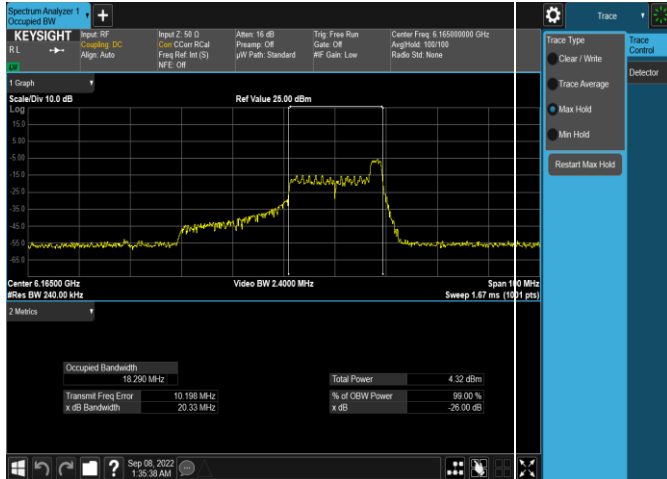 Spectrum Analyzer 1
Occupied BW
KEYSIGHT
R L
Input: RF
Coupling: DC
Align: Auto
Input Z: 50 Ω
Corr CCorr RCal
Freq Ref: Int (S)
NFE: Off
Atten: 16 dB
Preamp: Off
µW Path: Standard
Trig: Free Run
Gate: Off
#IF Gain: Low
Center Freq: 6.165000000 GHz
Avg|Hold: 100/100
Radio Std: None
1 Graph
Scale/Div 10.0 dB
Ref Value 25.00 dBm
Log
15.0
5.00
-5.00
-15.0
-25.0
-35.0
-45.0
-55.0
-65.0
Center 6.16500 GHz
Video BW 2.4000 MHz
Span 100 MHz
#Res BW 240.00 kHz
Sweep 1.67 ms (1001 pts)
2 Metrics
Occupied Bandwidth
18.290 MHz
Total Power 4.32 dBm
Transmit Freq Error 10.198 MHz
% of OBW Power 99.00 %
x dB Bandwidth 20.33 MHz
x dB -26.00 dB
Sep 08, 2022
1:35:38 AM
Trace
Trace Type
Clear / Write
Trace Average
Max Hold
Min Hold
Restart Max Hold
Trace
Control
Detector